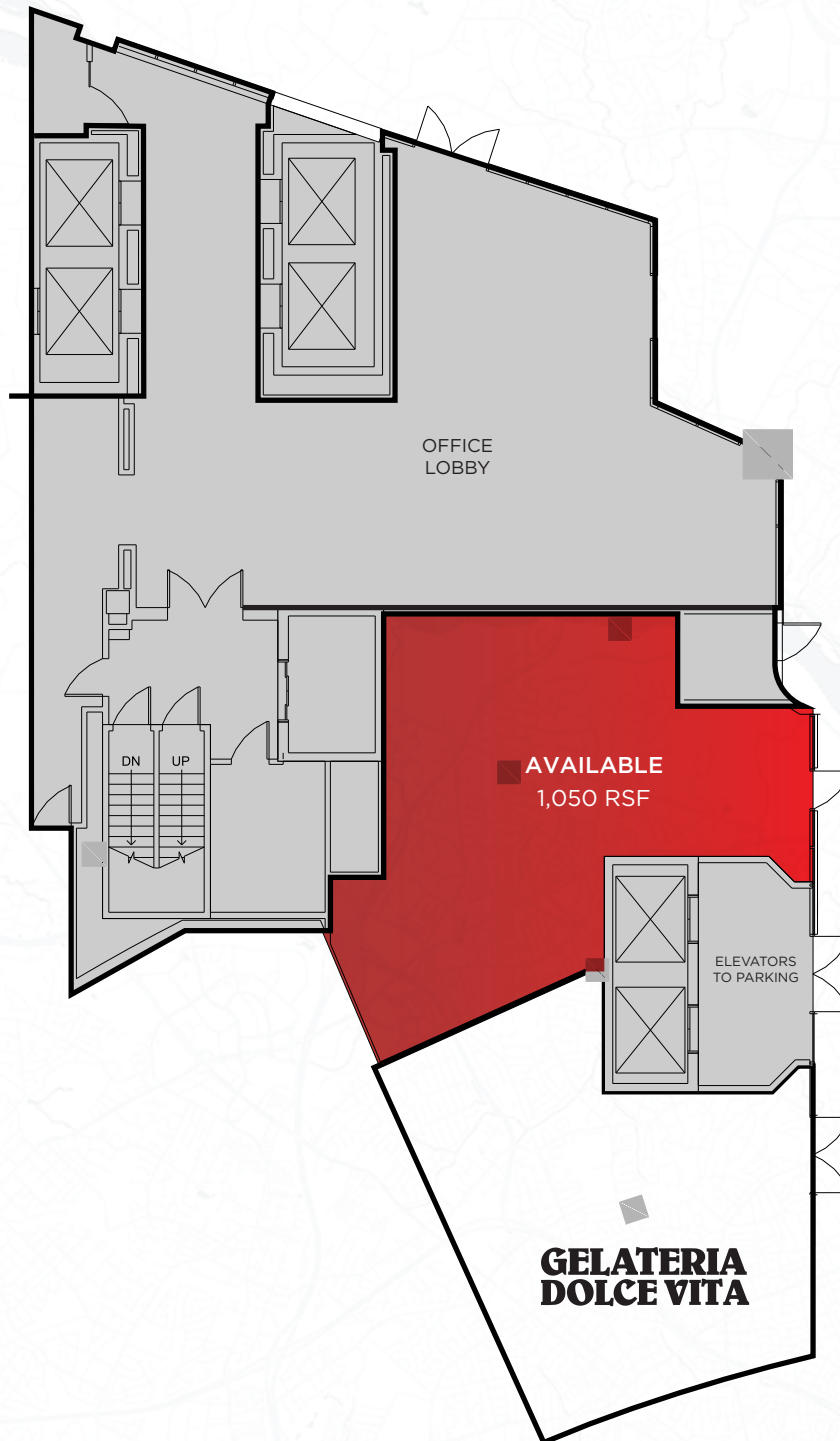 OFFICE
LOBBY
DN
UP
AVAILABLE
1,050 RSF
ELEVATORS
TO PARKING
GELATERIA
DOLCE VITA